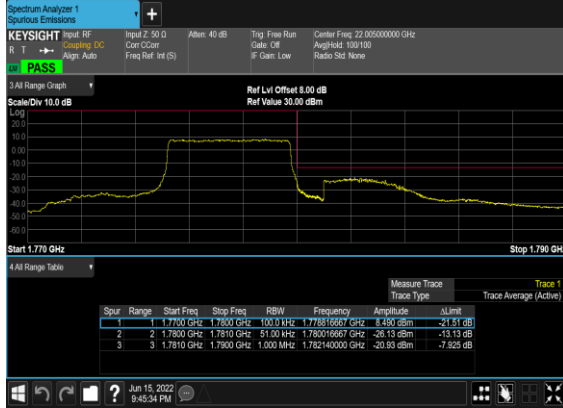 Spectrum Analyzer 1
Spurious Emissions
+
KEYSIGHT Input: RF Input Z: 50 Ω Atten: 40 dB Trig: Free Run Center Freq: 22.005000000 GHz
R T Coupling: DC Corr CCorr Gate: Off Avg|Hold: 100/100
Align: Auto Freq Ref: Int (S) IF Gain: Low Radio Std: None
PASS
3 All Range Graph Ref Lvl Offset 8.00 dB
Scale/Div 10.0 dB Ref Value 30.00 dBm
Log
20.0
10.0
0.00
-10.0
-20.0
-30.0
-40.0
-50.0
-60.0
Start 1.770 GHz Stop 1.790 GHz
4 All Range Table
Measure Trace Trace 1
Trace Type Trace Average (Active)
Spur Range Start Freq Stop Freq RBW Frequency Amplitude ΔLimit
1 1 1.7700 GHz 1.7800 GHz 100.0 kHz 1.778816667 GHz 8.490 dBm -21.51 dB
2 2 1.7800 GHz 1.7810 GHz 51.00 kHz 1.780016667 GHz -26.13 dBm -13.13 dB
3 3 1.7810 GHz 1.7900 GHz 1.000 MHz 1.782140000 GHz -20.93 dBm -7.925 dB
? Jun 15, 2022
9:45:34 PM